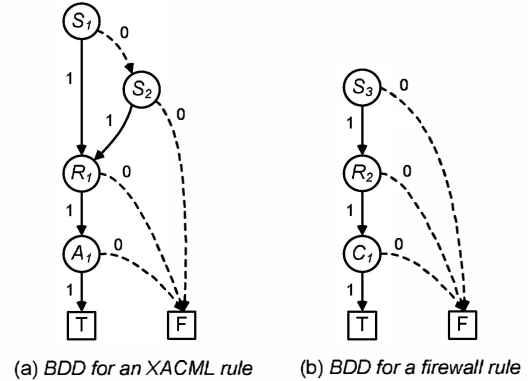 S₁ 0
1 S₂ 0
1
S₃ 0
1
R₁ 0
R₂ 0
1
1
A₁ 0
C₁ 0
1
1
T F
T F
(a) BDD for an XACML rule
(b) BDD for a firewall rule